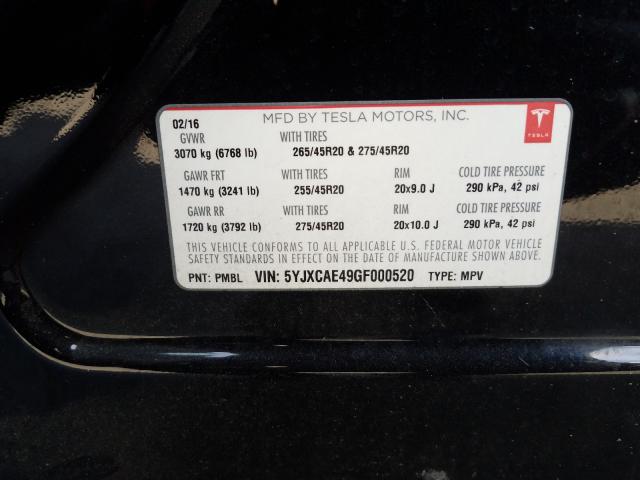 02/16 MFD BY TESLA MOTORS, INC.
GVWR WITH TIRES
3070 kg (6768 lb) 265/45R20 & 275/45R20
TESLA
GAWR FRT WITH TIRES RIM COLD TIRE PRESSURE
1470 kg (3241 lb) 255/45R20 20x9.0 J 290 kPa, 42 psi
GAWR RR WITH TIRES RIM COLD TIRE PRESSURE
1720 kg (3792 lb) 275/45R20 20x10.0 J 290 kPa, 42 psi
THIS VEHICLE CONFORMS TO ALL APPLICABLE U.S. FEDERAL MOTOR VEHICLE
SAFETY STANDARDS IN EFFECT ON THE DATE OF MANUFACTURE SHOWN ABOVE.
PNT: PMBL VIN: 5YJXCAE49GF000520 TYPE: MPV